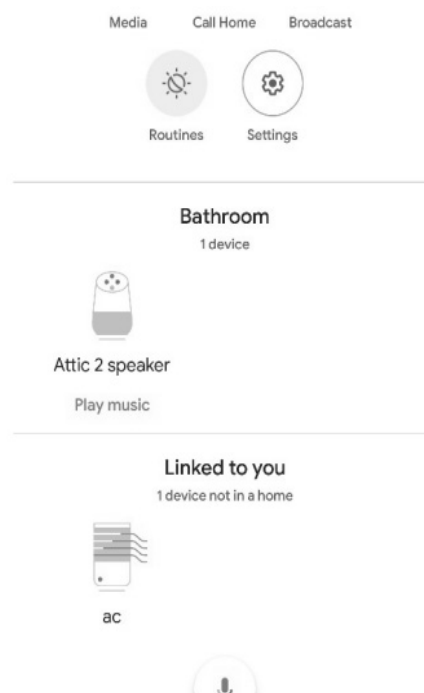 Media Call Home Broadcast
Routines Settings
Bathroom
1 device
Attic 2 speaker
Play music
Linked to you
1 device not in a home
ac